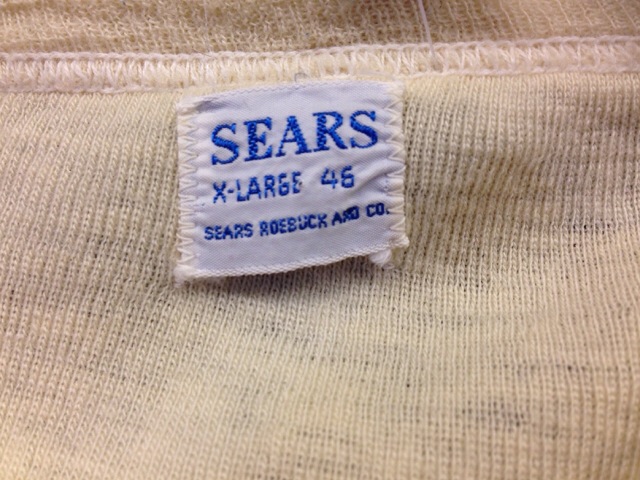 SEARS
X-LARGE 46
SEARS ROEBUCK AND CO.